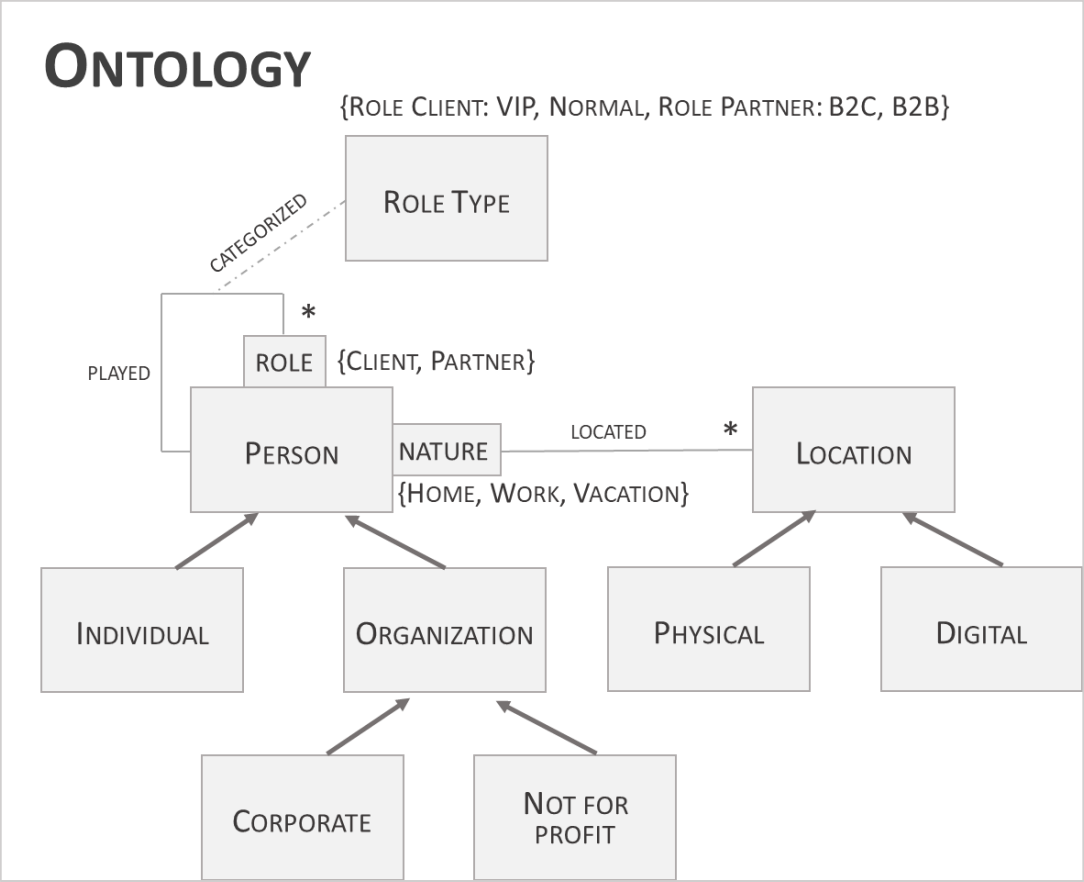 Ontology
{Role Client: VIP, Normal, Role Partner: B2C, B2B}
Role Type
CATEGORIZED
*
ROLE
{Client, Partner}
PLAYED
Person
NATURE
LOCATED
*
Location
{Home, Work, Vacation}
Individual
Organization
Physical
Digital
Corporate
Not for
profit